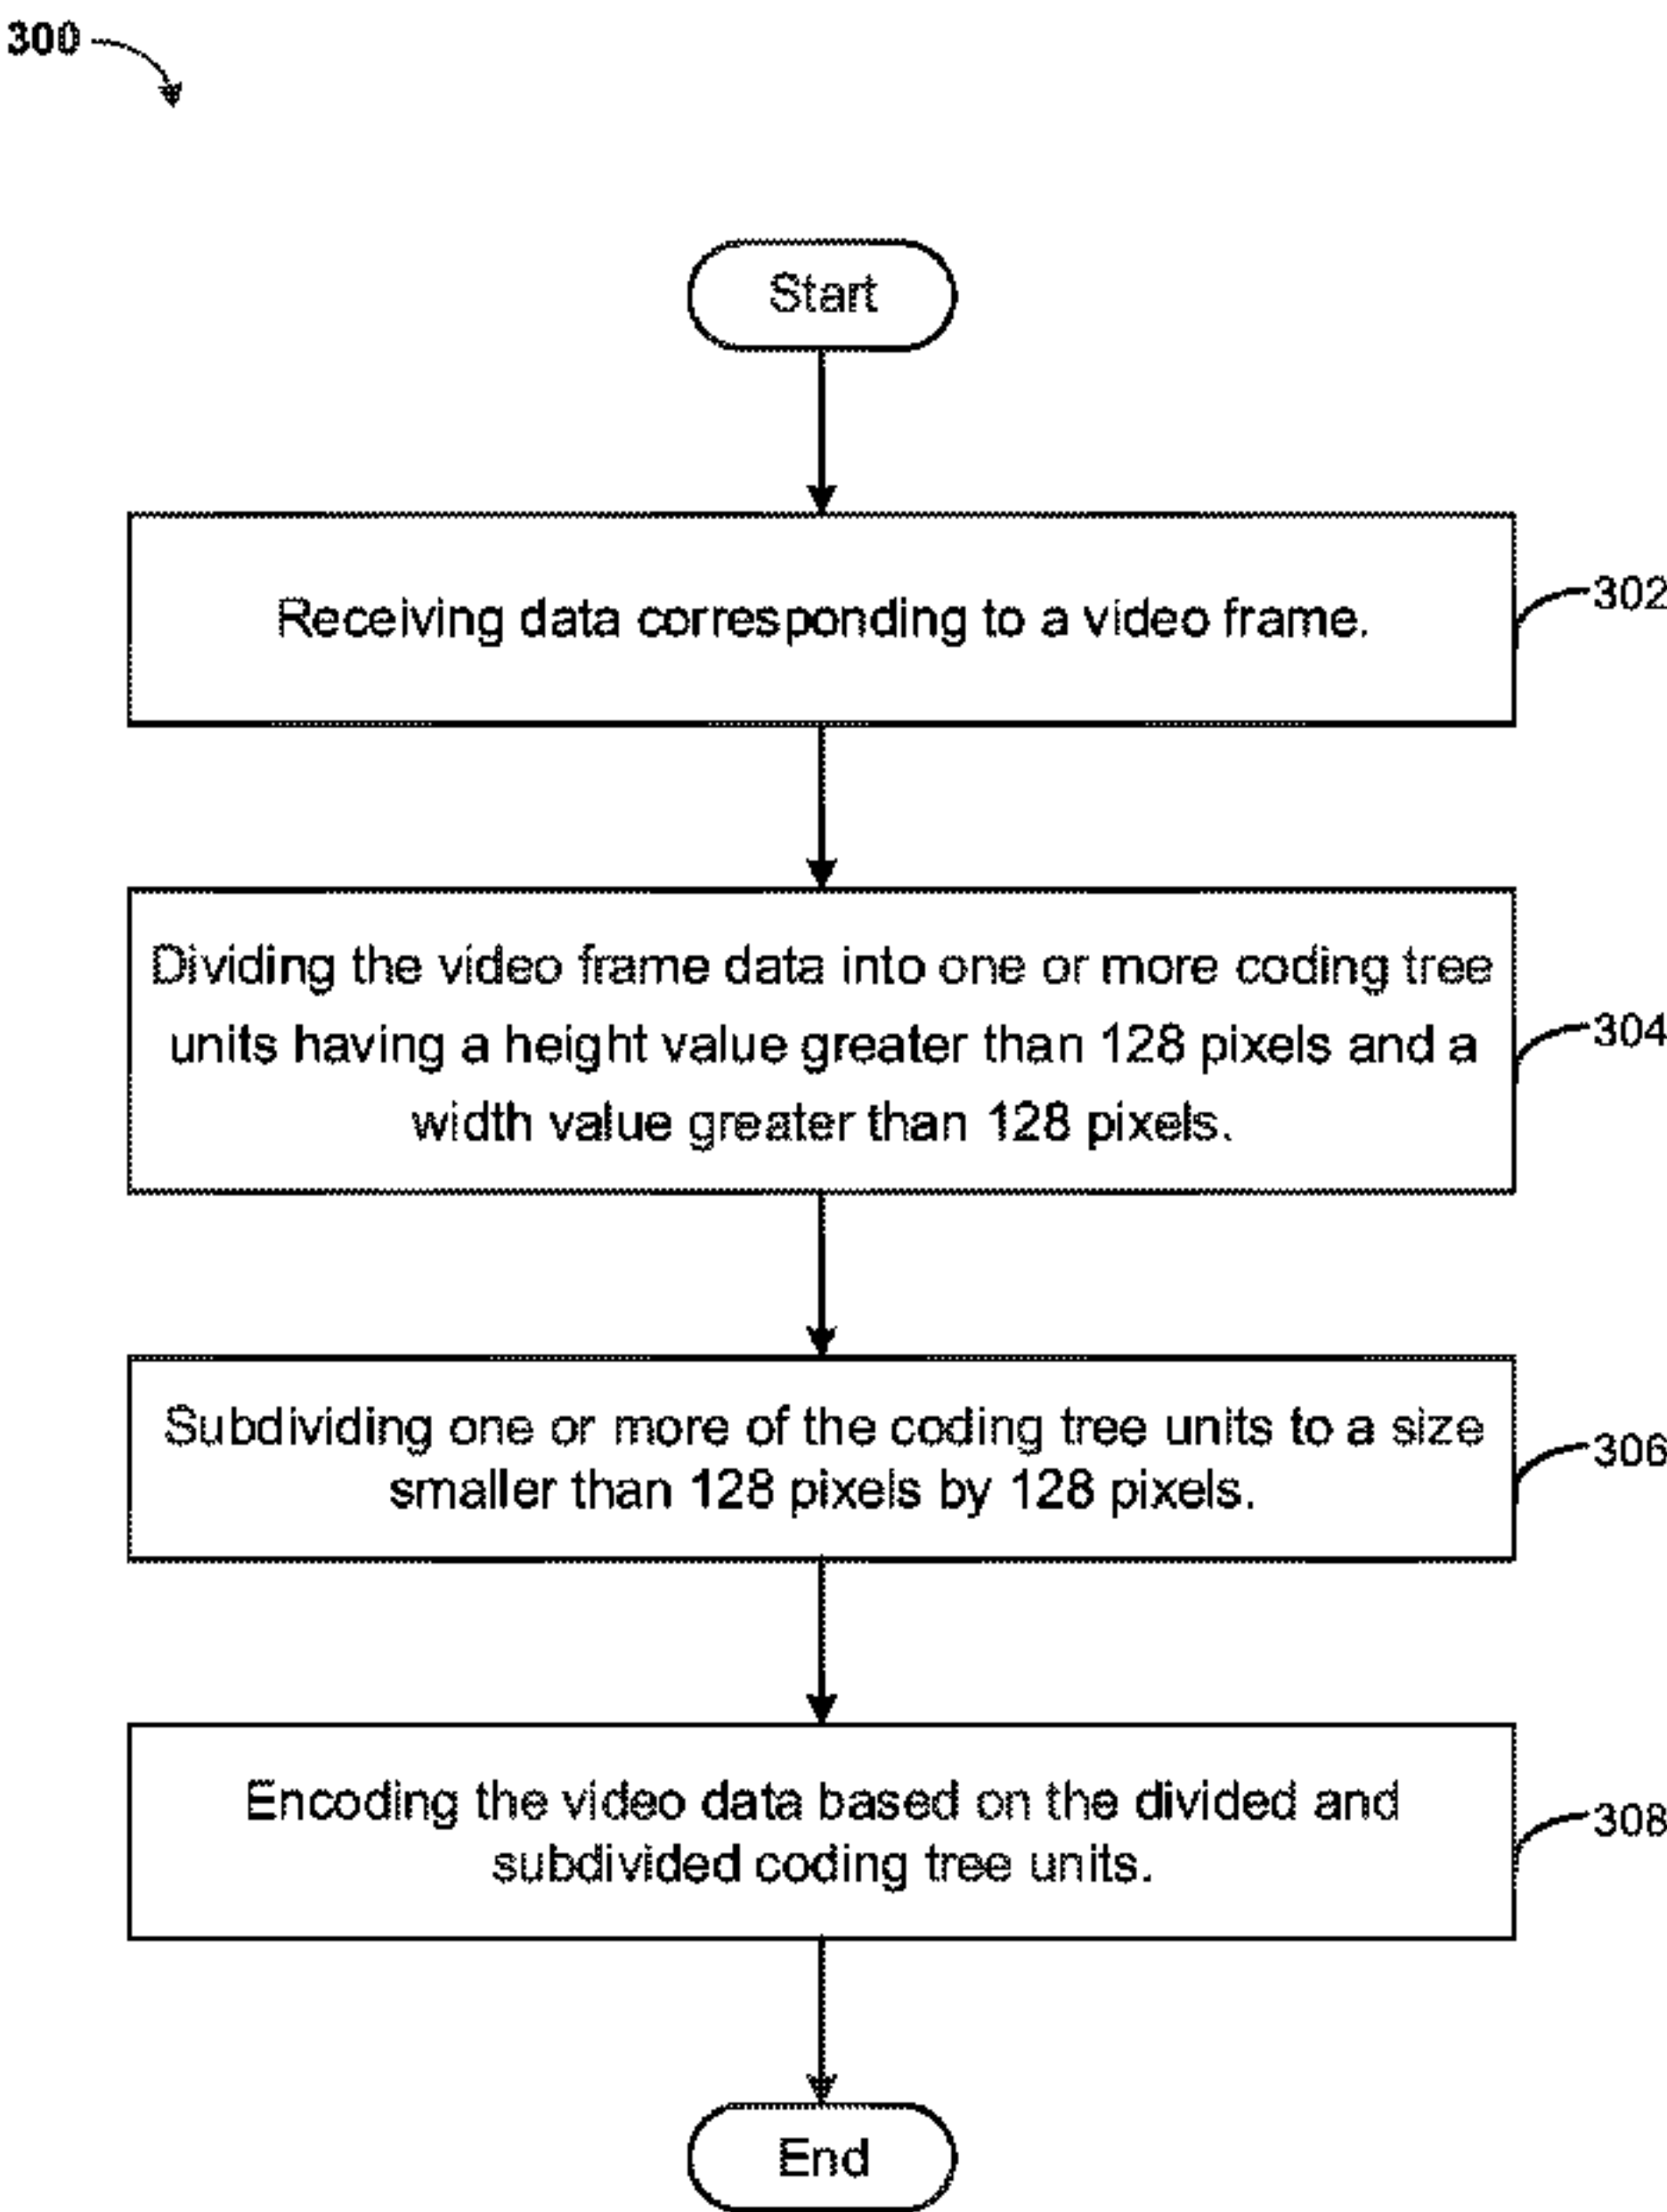 300
Start
Receiving data corresponding to a video frame.
302
Dividing the video frame data into one or more coding tree
units having a height value greater than 128 pixels and a
width value greater than 128 pixels.
304
Subdividing one or more of the coding tree units to a size
smaller than 128 pixels by 128 pixels.
306
Encoding the video data based on the divided and
subdivided coding tree units.
308
End